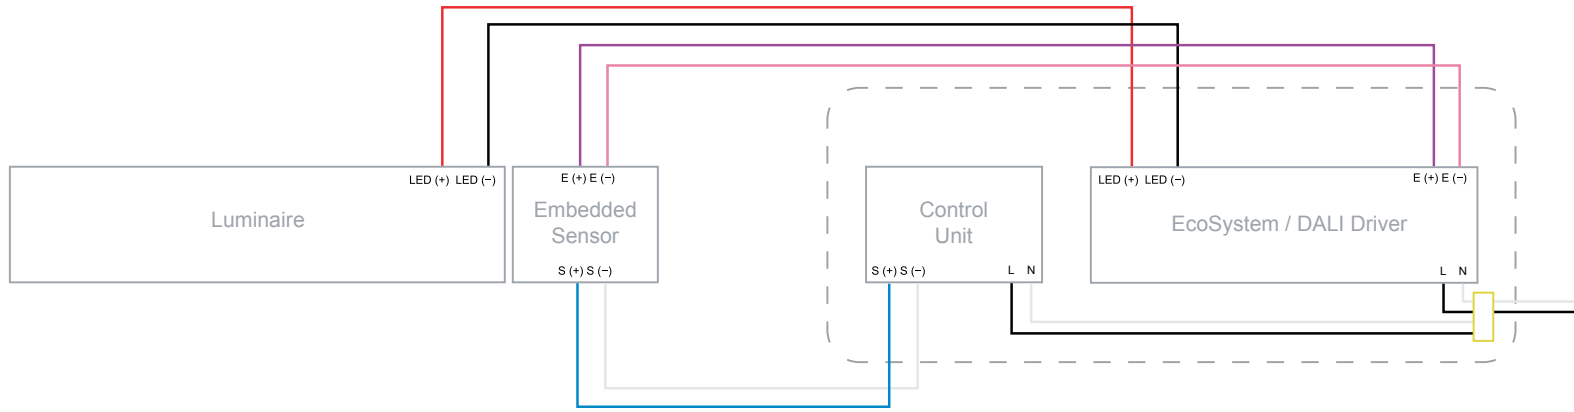 LED (+) LED (−)
Luminaire
E (+) E (−)
Embedded
Sensor
S (+) S (−)
Control
Unit
S (+) S (−)
L N
LED (+) LED (−)
E (+) E (−)
EcoSystem / DALI Driver
L N